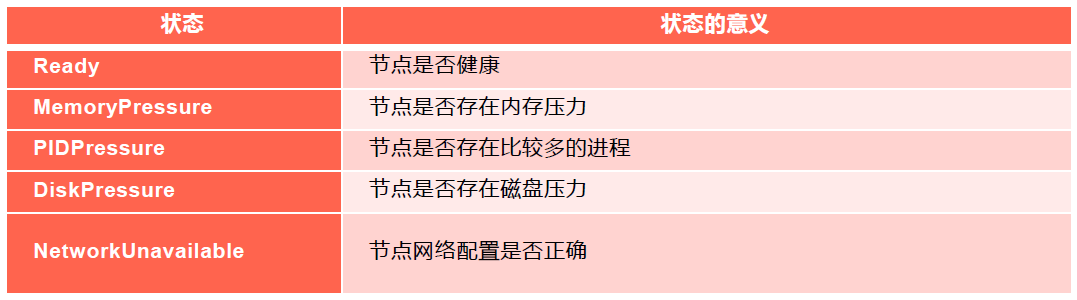 状态 状态的意义
Ready 节点是否健康
MemoryPressure 节点是否存在内存压力
PIDPressure 节点是否存在比较多的进程
DiskPressure 节点是否存在磁盘压力
NetworkUnavailable 节点网络配置是否正确